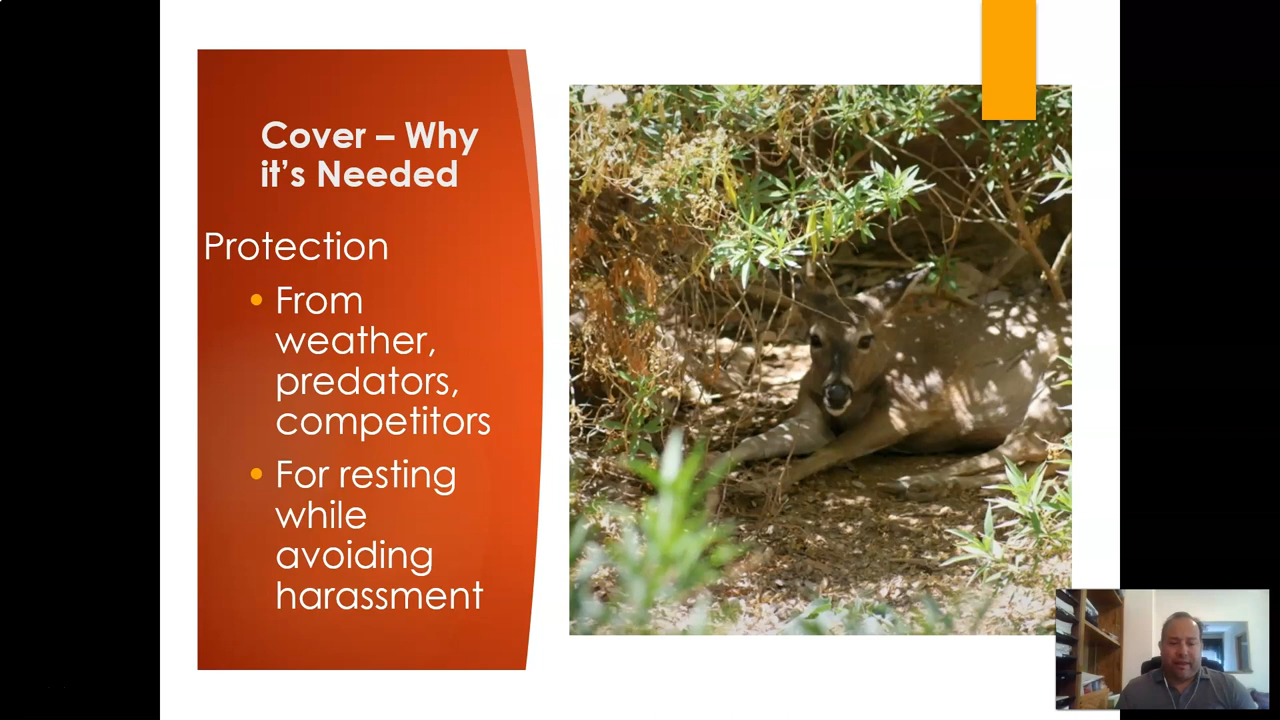 Cover – Why
it’s Needed
Protection
• From
weather,
predators,
competitors
• For resting
while
avoiding
harassment